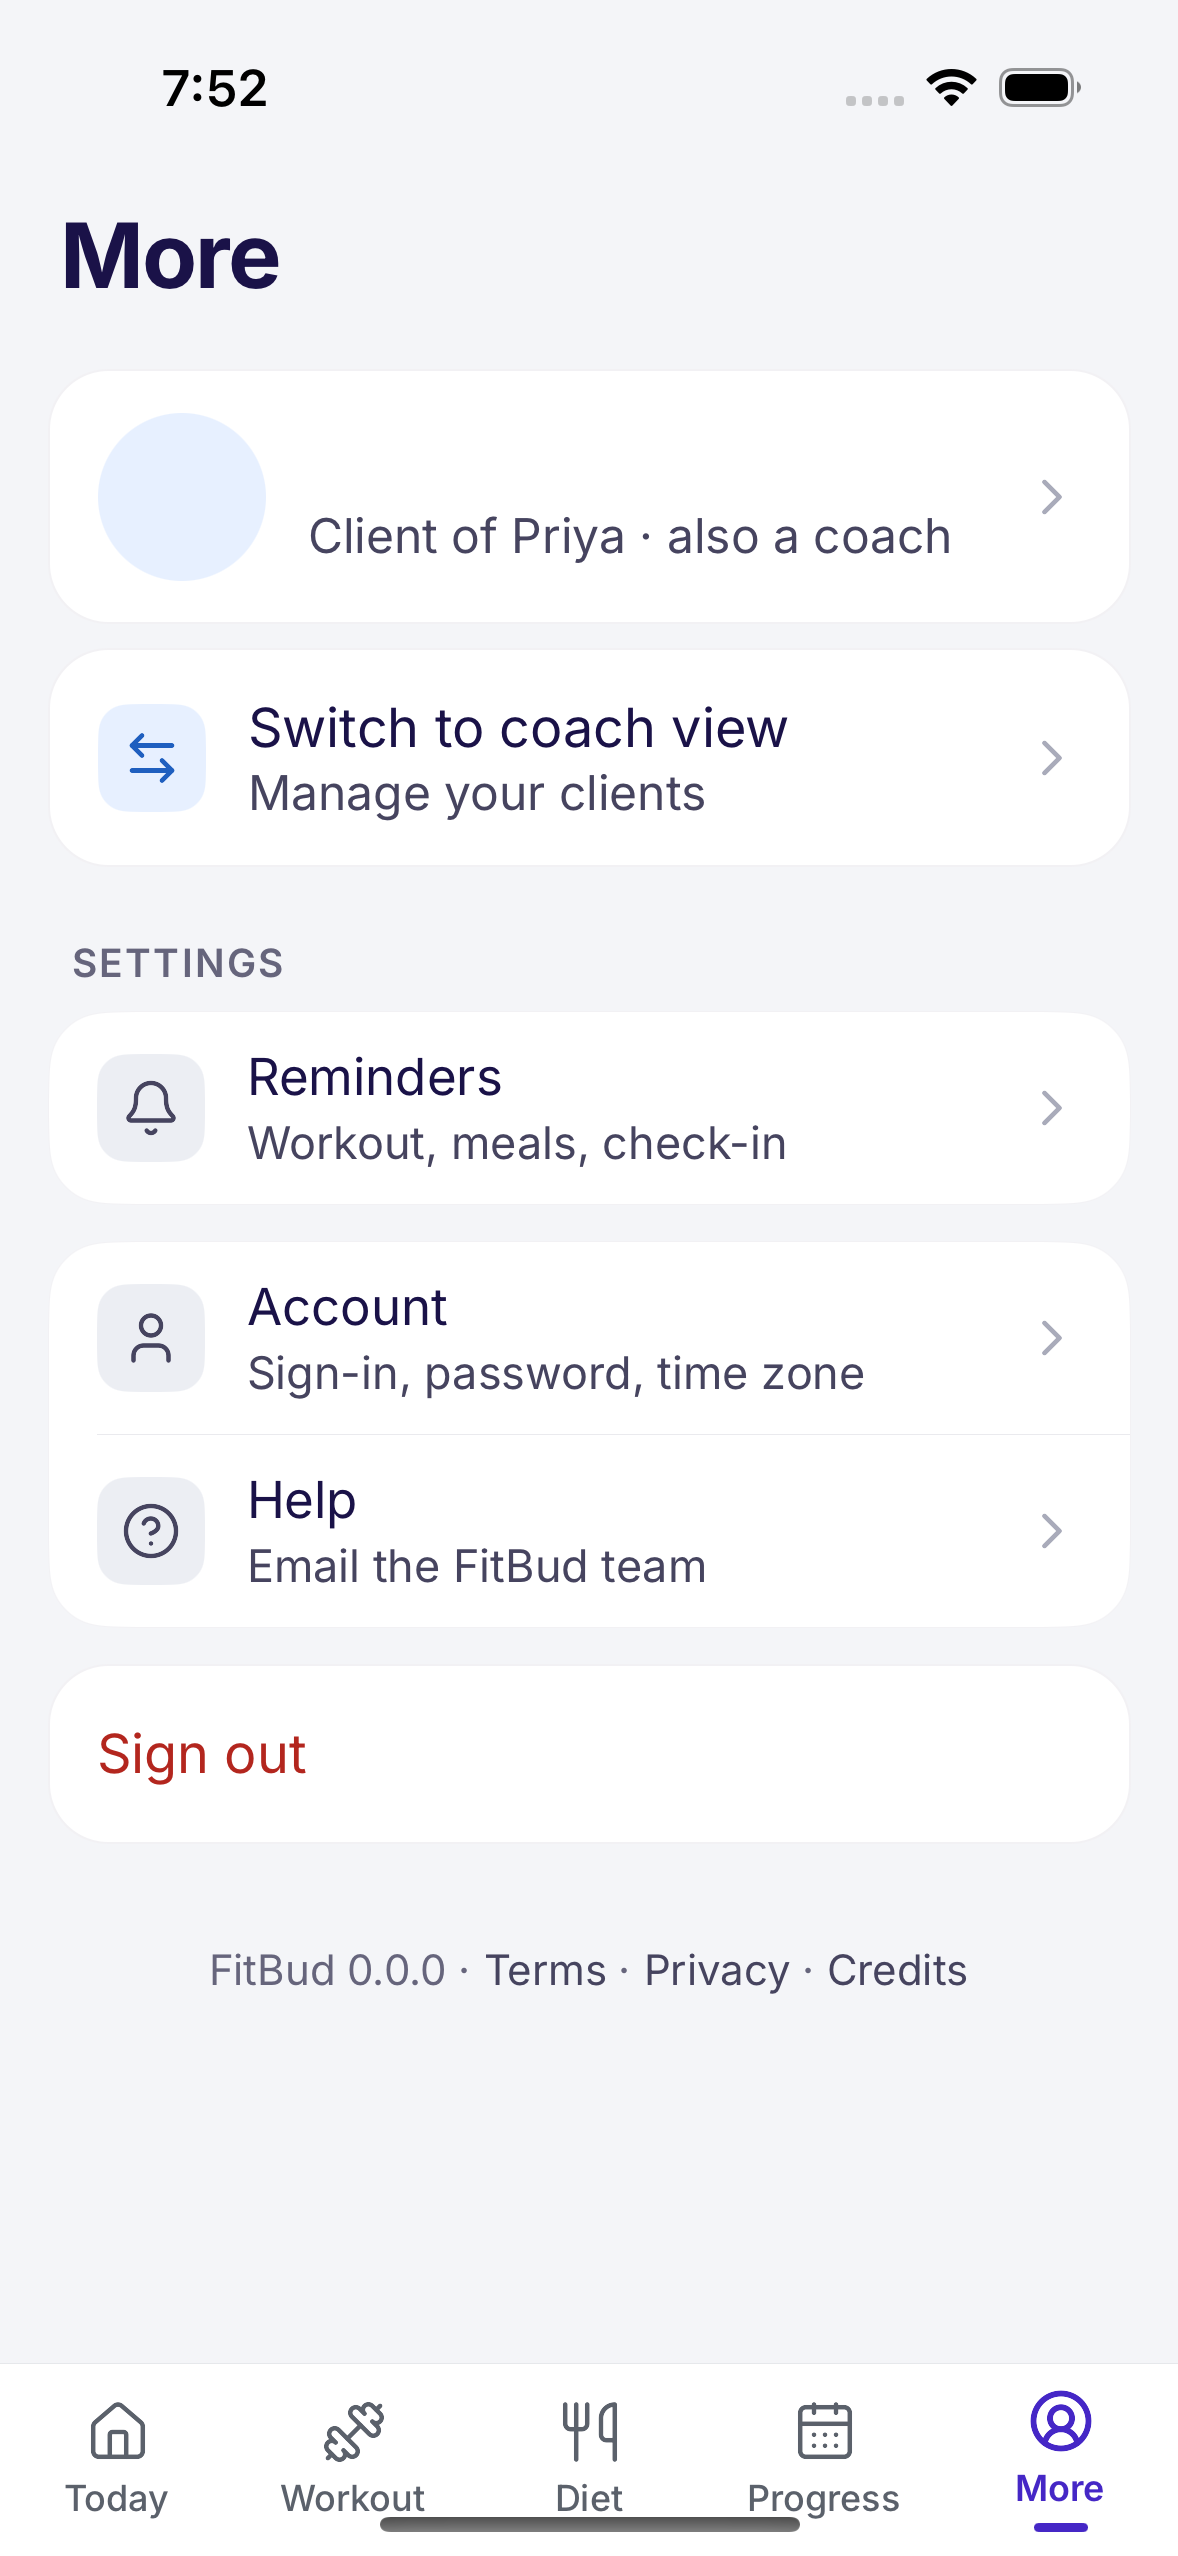 7:52
More
Client of Priya · also a coach
Switch to coach view
Manage your clients
SETTINGS
Reminders
Workout, meals, check-in
Account
Sign-in, password, time zone
Help
Email the FitBud team
Sign out
FitBud 0.0.0 · Terms · Privacy · Credits
Today Workout Diet Progress More